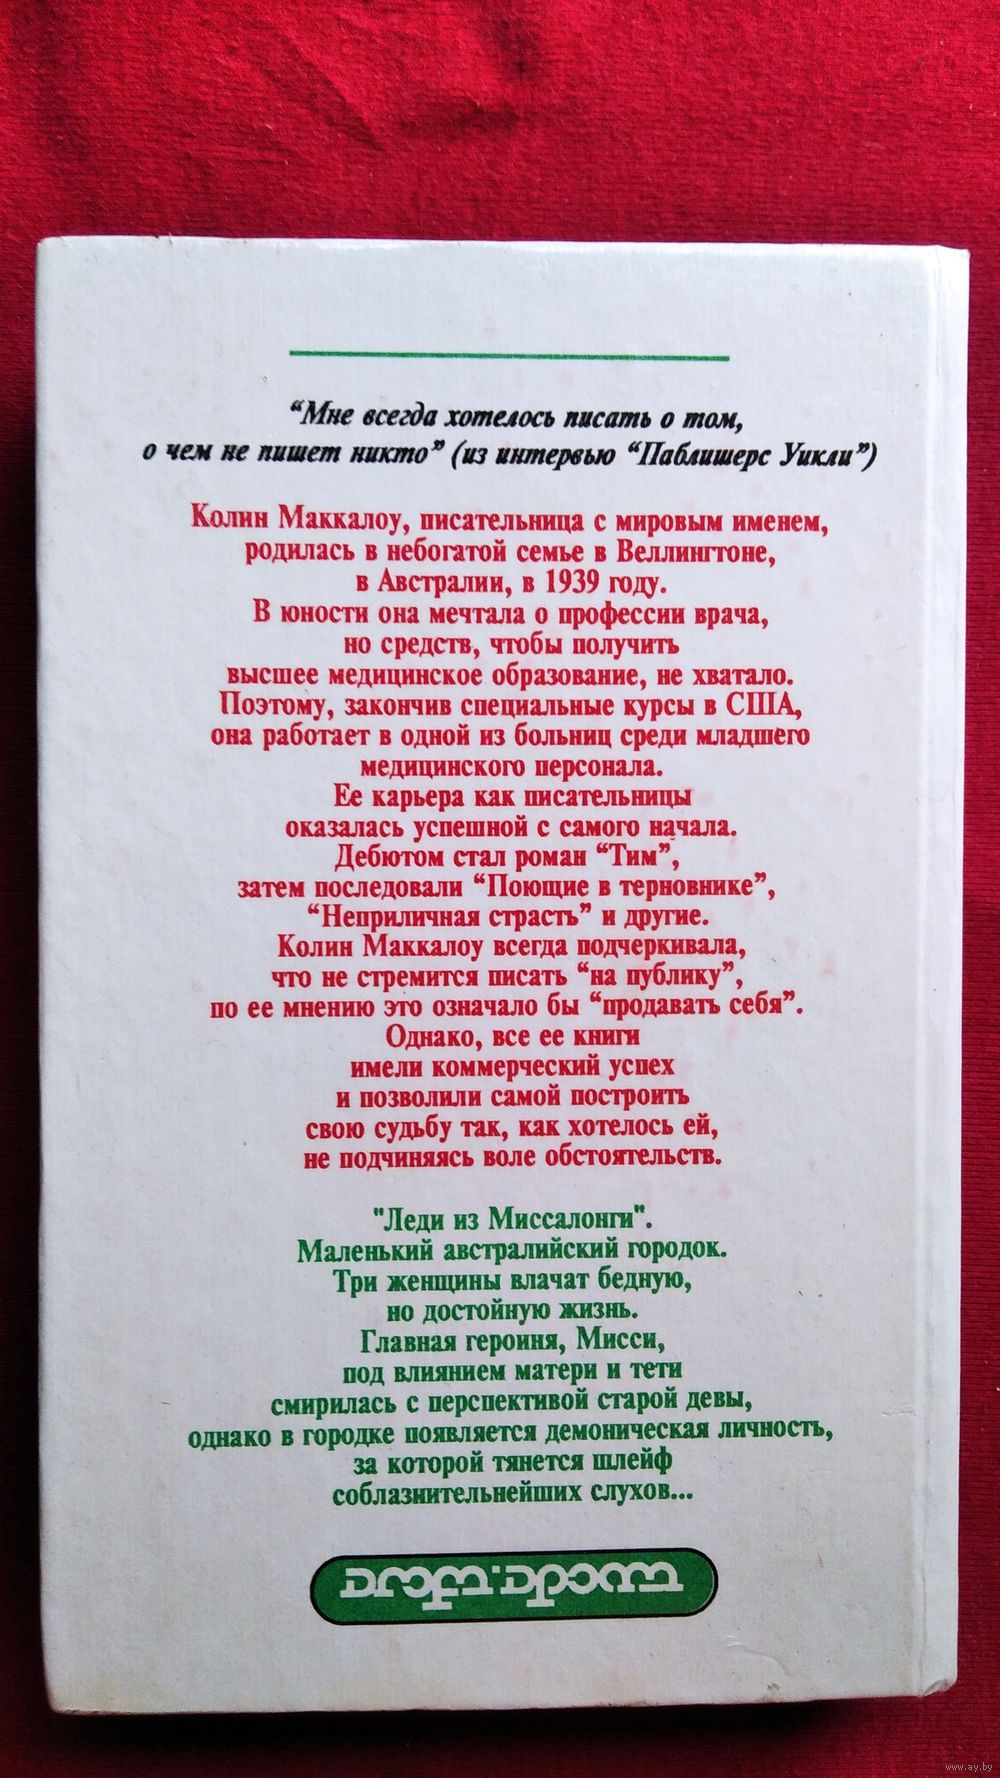 “Мне всегда хотелось писать о том,
о чем не пишет никто” (из интервью “Паблишерс Уикли”)
Колин Маккалоу, писательница с мировым именем,
родилась в небогатой семье в Веллингтоне,
в Австралии, в 1939 году.
В юности она мечтала о профессии врача,
но средств, чтобы получить
высшее медицинское образование, не хватало.
Поэтому, закончив специальные курсы в США,
она работает в одной из больниц среди младшего
медицинского персонала.
Ее карьера как писательницы
оказалась успешной с самого начала.
Дебютом стал роман “Тим”,
затем последовали “Поющие в терновнике”,
“Неприличная страсть” и другие.
Колин Маккалоу всегда подчеркивала,
что не стремится писать “на публику”,
по ее мнению это означало бы “продавать себя”.
Однако, все ее книги
имели коммерческий успех
и позволили самой построить
свою судьбу так, как хотелось ей,
не подчиняясь воле обстоятельств.
"Леди из Миссалонги".
Маленький австралийский городок.
Три женщины влачат бедную,
но достойную жизнь.
Главная героиня, Мисси,
под влиянием матери и тети
смирилась с перспективой старой девы,
однако в городке появляется демоническая личность,
за которой тянется шлейф
соблазнительнейших слухов...
www.ay.by